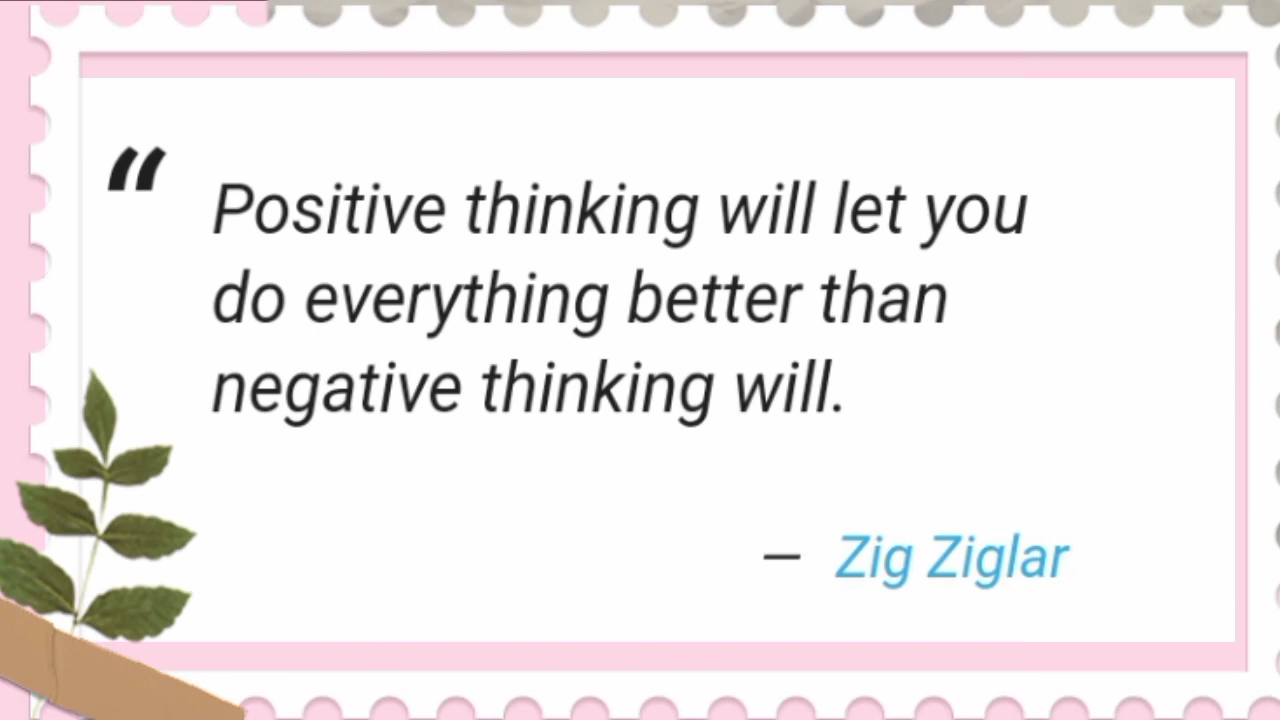 “ Positive thinking will let you
do everything better than
negative thinking will.
– Zig Ziglar